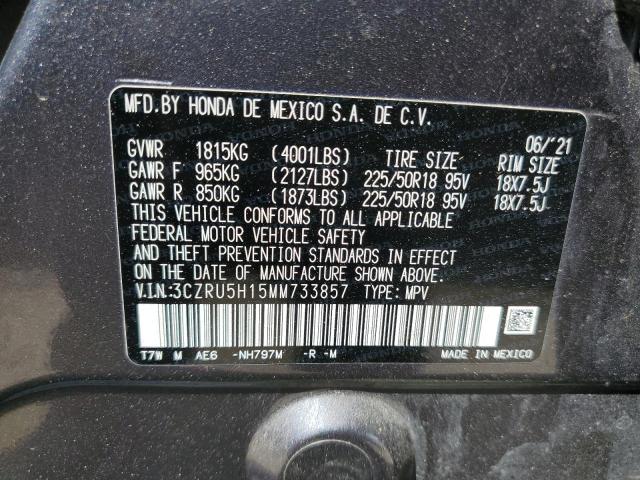 MFD.BY HONDA DE MEXICO S.A. DE C.V.
06/'21
GVWR 1815KG (4001LBS) TIRE SIZE RIM SIZE
GAWR F 965KG (2127LBS) 225/50R18 95V 18X7.5J
GAWR R 850KG (1873LBS) 225/50R18 95V 18X7.5J
THIS VEHICLE CONFORMS TO ALL APPLICABLE
FEDERAL MOTOR VEHICLE SAFETY
AND THEFT PREVENTION STANDARDS IN EFFECT
ON THE DATE OF MANUFACTURE SHOWN ABOVE.
V.I.N.:3CZRU5H15MM733857 TYPE: MPV
T7W M AE6 -NH797M -R -M MADE IN MEXICO